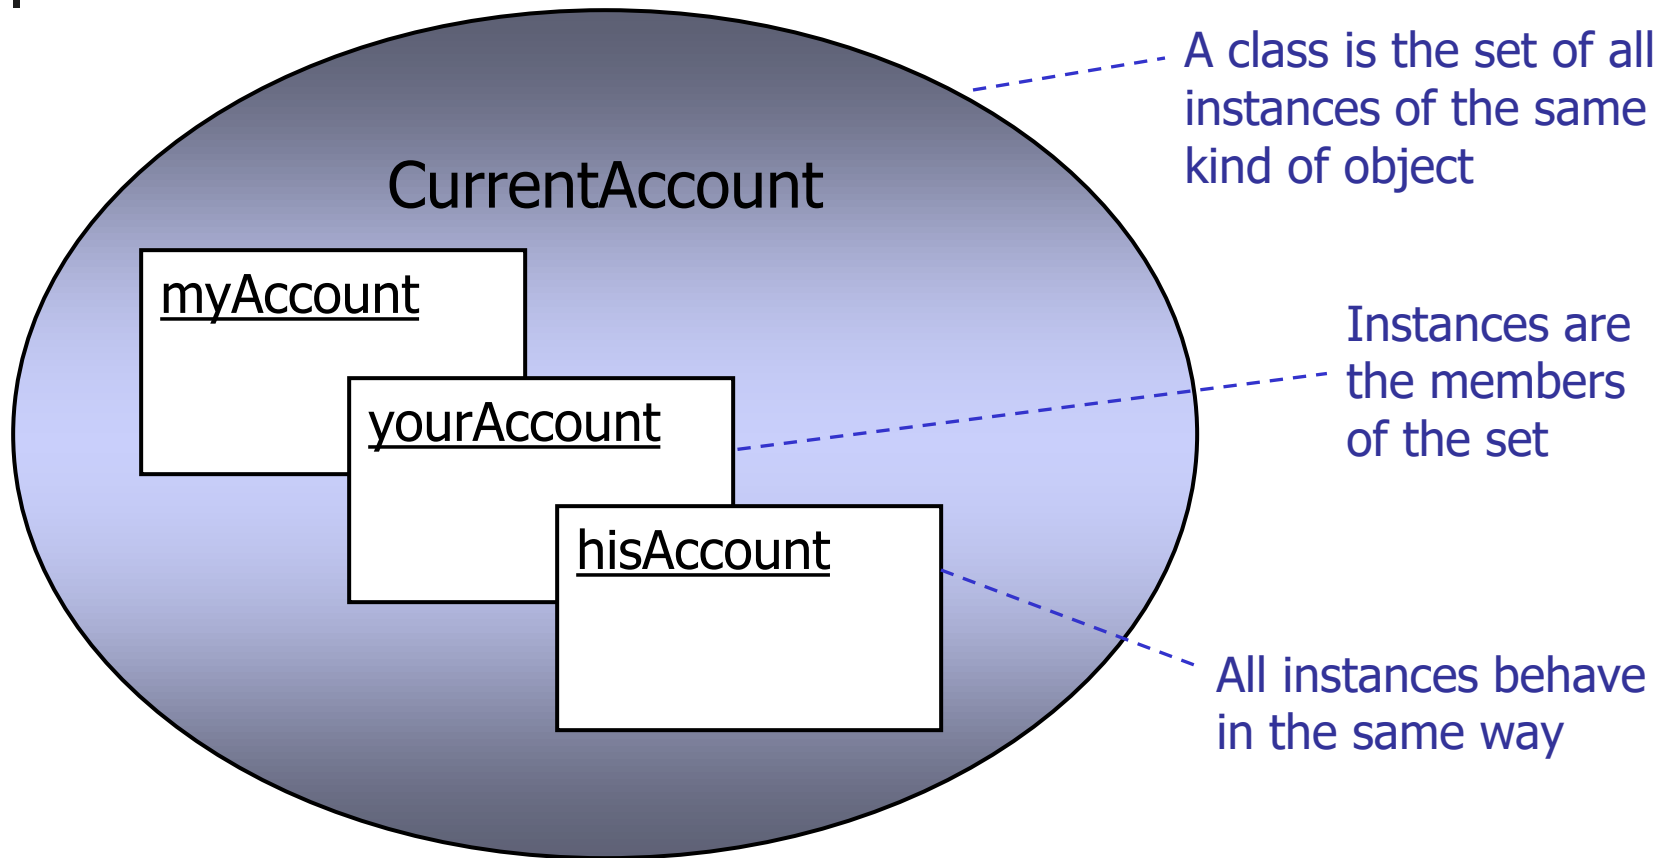 A class is the set of all
instances of the same
kind of object
CurrentAccount
myAccount
Instances are
the members
of the set
yourAccount
hisAccount
All instances behave
in the same way